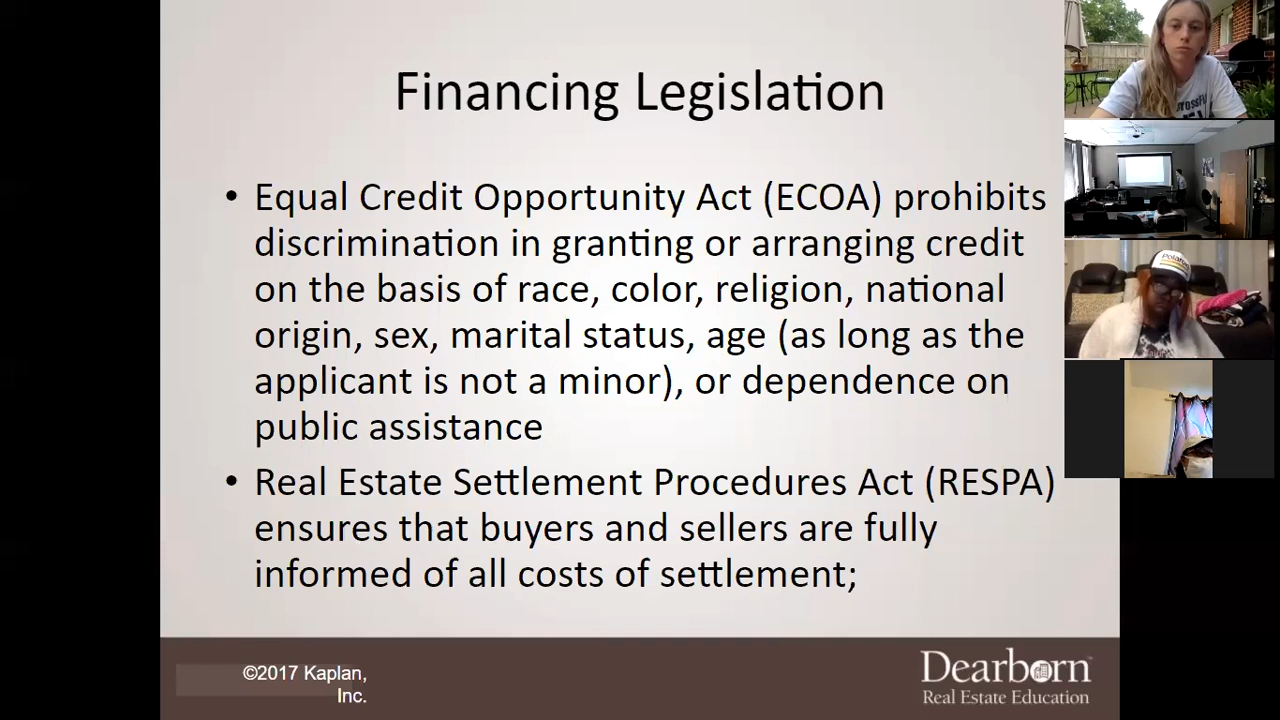 Financing Legislation
• Equal Credit Opportunity Act (ECOA) prohibits
discrimination in granting or arranging credit
on the basis of race, color, religion, national
origin, sex, marital status, age (as long as the
applicant is not a minor), or dependence on
public assistance
• Real Estate Settlement Procedures Act (RESPA)
ensures that buyers and sellers are fully
informed of all costs of settlement;
©2017 Kaplan,
Inc.
Dearborn
Real Estate Education